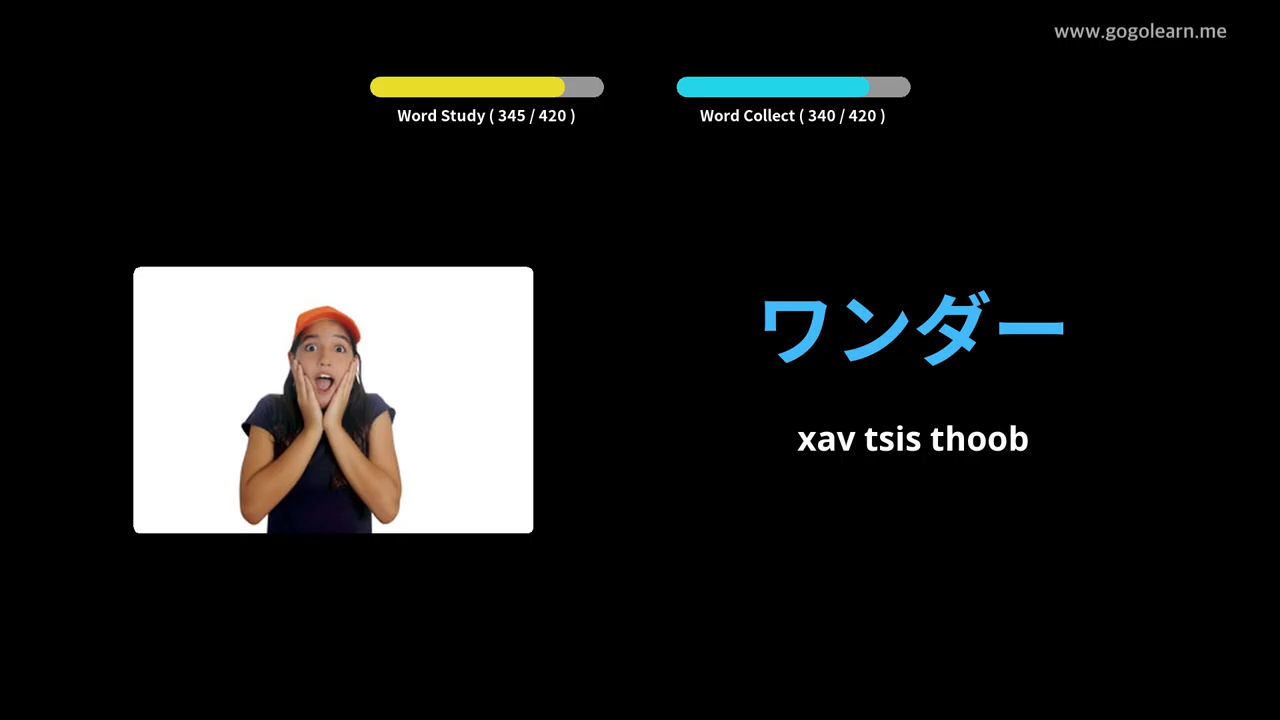 www.gogolearn.me
Word Study ( 345 / 420 )
Word Collect ( 340 / 420 )
ワンダー
xav tsis thoob